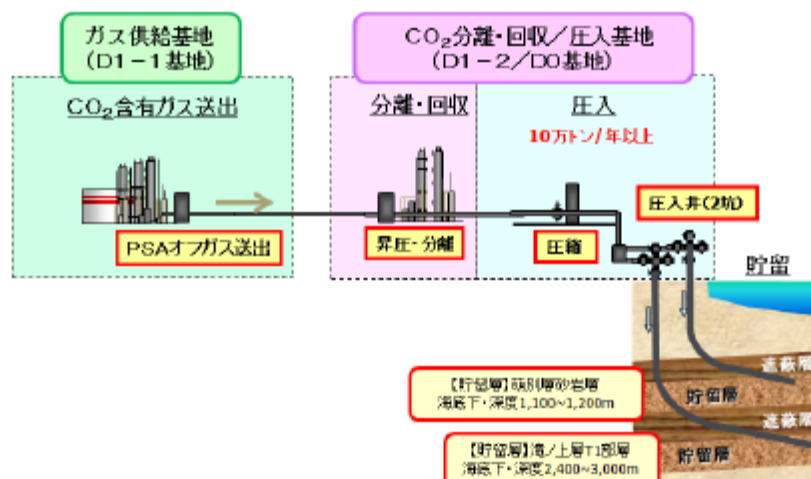 ガス供給基地
(D1-1基地)
CO₂分離・回収/圧入基地
(D1-2/D0基地)
CO₂含有ガス送出
分離・回収
圧入
10万トン/年以上
圧入井(2坑)
PSAオフガス送出
昇圧・分離
圧縮
貯留
遮蔽層
【貯留層】萌別層砂岩層
海底下・深度1,100~1,200m
貯留層
遮蔽層
【貯留層】滝ノ上層T1部層
海底下・深度2,400~3,000m
貯留層